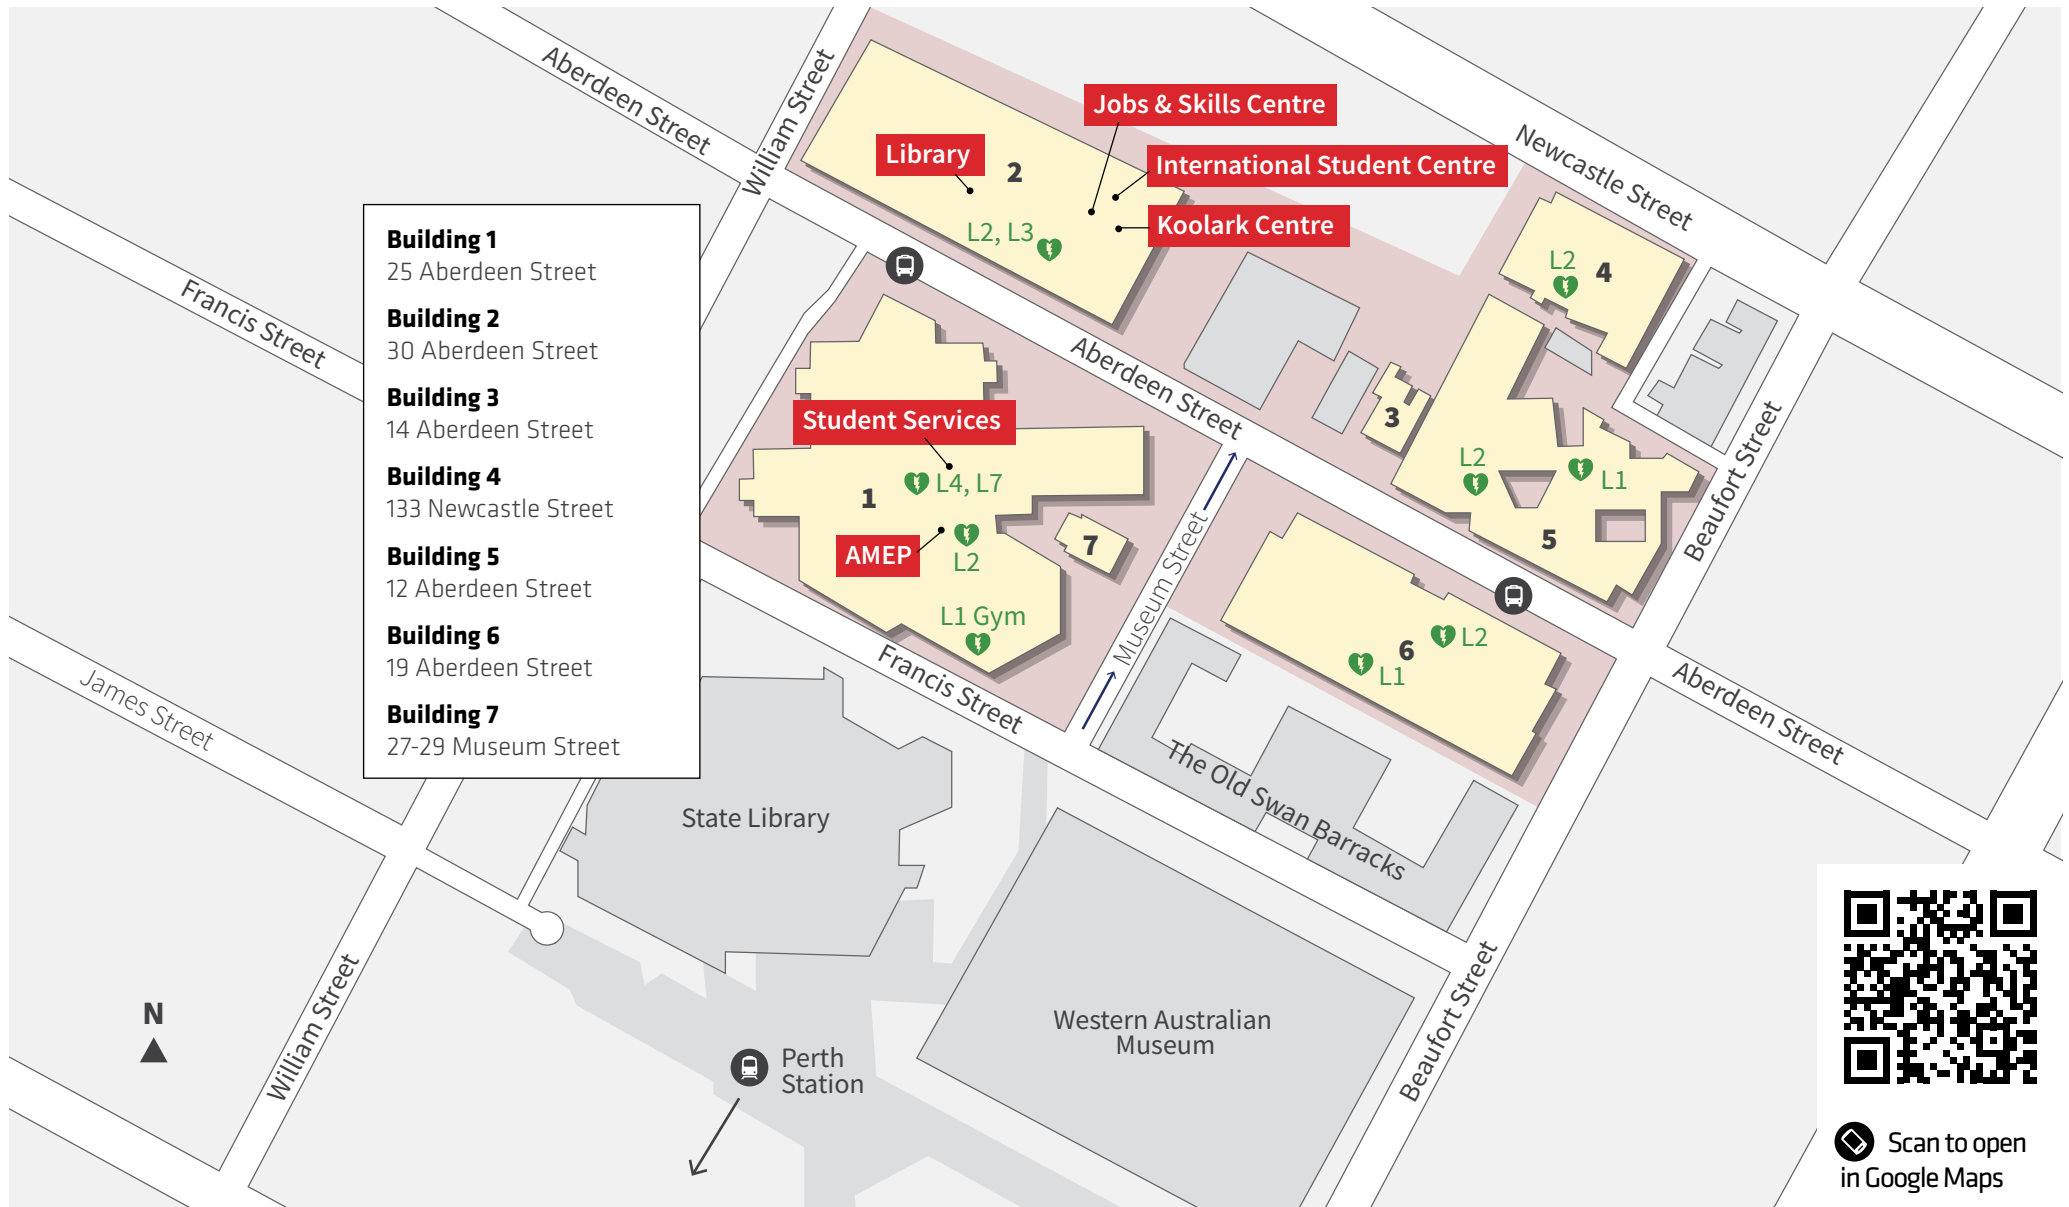 Aberdeen Street
William Street
Jobs & Skills Centre
Newcastle Street
Library
2
International Student Centre
Koolark Centre
L2, L3
Building 1
25 Aberdeen Street
Building 2
30 Aberdeen Street
Building 3
14 Aberdeen Street
Building 4
133 Newcastle Street
Building 5
12 Aberdeen Street
Building 6
19 Aberdeen Street
Building 7
27-29 Museum Street
Francis Street
L2
4
Aberdeen Street
3
Student Services
L4, L7
1
AMEP
L2
7
L1 Gym
L2
L1
5
Beaufort Street
Museum Street
6
L2
L1
Francis Street
James Street
Aberdeen Street
The Old Swan Barracks
State Library
William Street
N
Western Australian
Museum
Perth
Station
Beaufort Street
Scan to open
in Google Maps